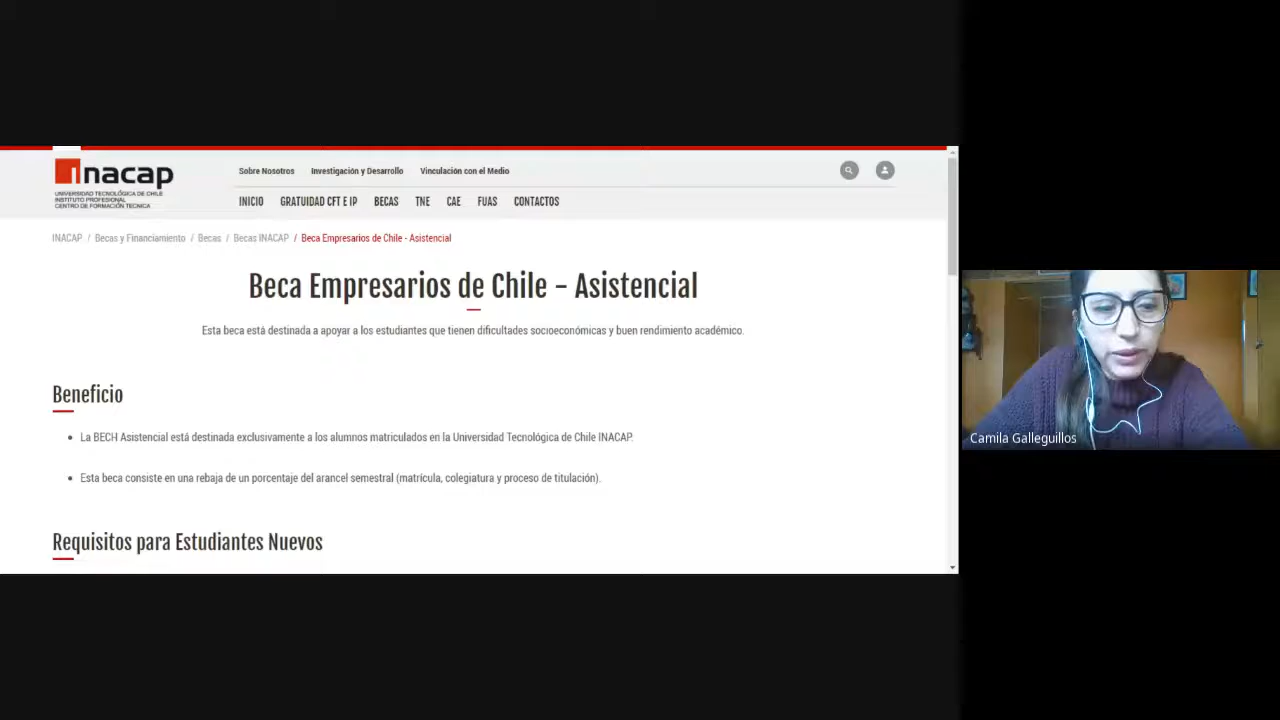 ınacap
UNIVERSIDAD TECNOLÓGICA DE CHILE
INSTITUTO PROFESIONAL
CENTRO DE FORMACIÓN TECNICA
Sobre Nosotros Investigación y Desarrollo Vinculación con el Medio
INICIO GRATUIDAD CFT E IP BECAS TNE CAE FUAS CONTACTOS
INACAP / Becas y Financiamiento / Becas / Becas INACAP / Beca Empresarios de Chile - Asistencial
Beca Empresarios de Chile – Asistencial
Esta beca está destinada a apoyar a los estudiantes que tienen dificultades socioeconómicas y buen rendimiento académico.
Beneficio
• La BECH Asistencial está destinada exclusivamente a los alumnos matriculados en la Universidad Tecnológica de Chile INACAP.
• Esta beca consiste en una rebaja de un porcentaje del arancel semestral (matrícula, colegiatura y proceso de titulación).
Requisitos para Estudiantes Nuevos
Camila Galleguillos